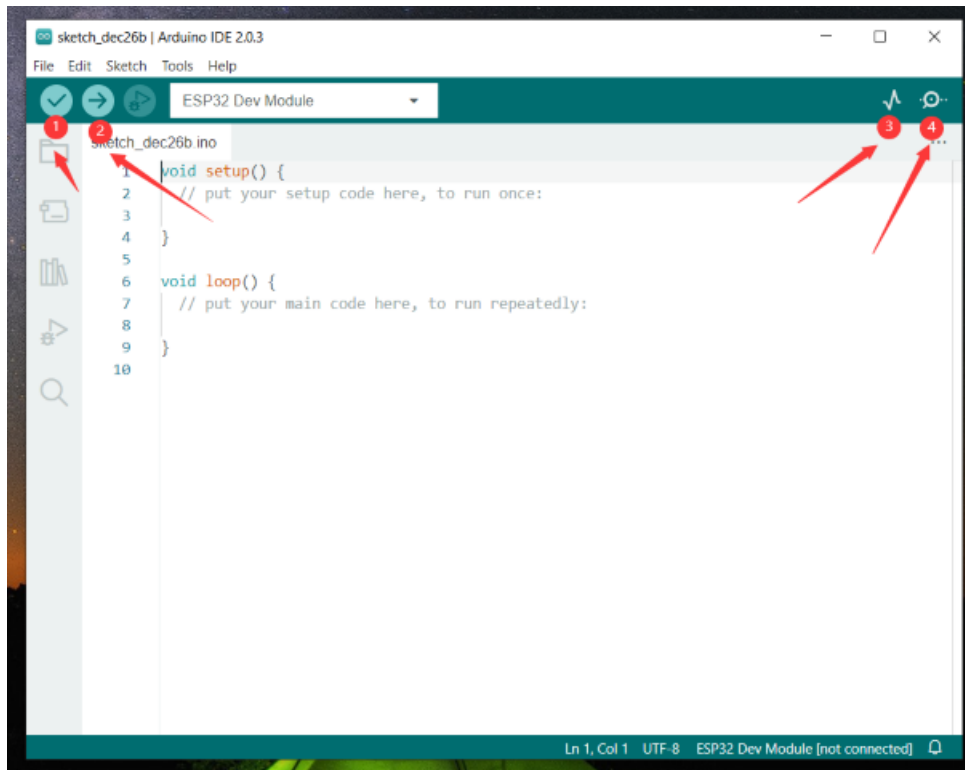 sketch_dec26b | Arduino IDE 2.0.3
File Edit Sketch Tools Help
ESP32 Dev Module
1 2 3 4
sketch_dec26b.ino
...
1 void setup() {
2 // put your setup code here, to run once:
3
4 }
5
6 void loop() {
7 // put your main code here, to run repeatedly:
8
9 }
10
Ln 1, Col 1 UTF-8 ESP32 Dev Module [not connected]